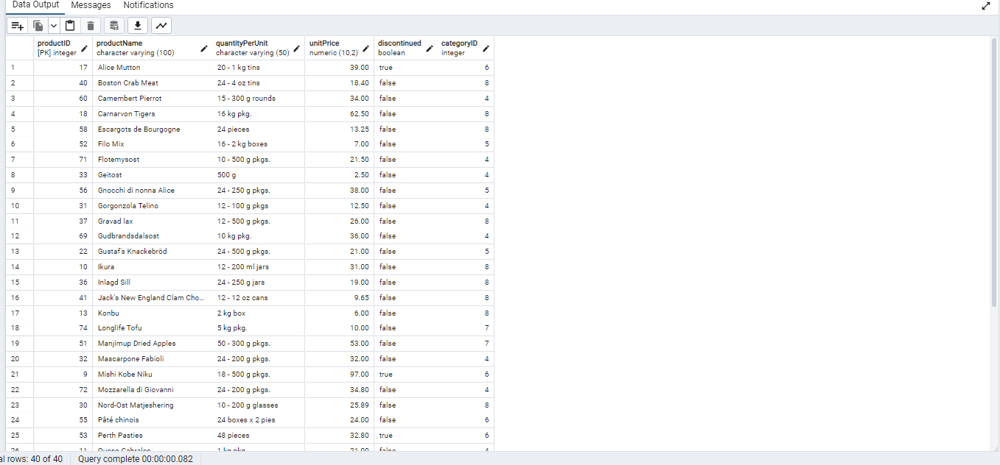 Data Output Messages Notifications
productID productName quantityPerUnit unitPrice discontinued categoryID
[PK] integer character varying (100) character varying (50) numeric (10,2) boolean integer
1 17 Alice Mutton 20 - 1 kg tins 39.00 true 6
2 40 Boston Crab Meat 24 - 4 oz tins 18.40 false 8
3 60 Camembert Pierrot 15 - 300 g rounds 34.00 false 4
4 18 Carnarvon Tigers 16 kg pkg. 62.50 false 8
5 58 Escargots de Bourgogne 24 pieces 13.25 false 8
6 52 Filo Mix 16 - 2 kg boxes 7.00 false 5
7 71 Flotemysost 10 - 500 g pkgs. 21.50 false 4
8 33 Geitost 500 g 2.50 false 4
9 56 Gnocchi di nonna Alice 24 - 250 g pkgs. 38.00 false 5
10 31 Gorgonzola Telino 12 - 100 g pkgs 12.50 false 4
11 37 Gravad lax 12 - 500 g pkgs. 26.00 false 8
12 69 Gudbrandsdalsost 10 kg pkg. 36.00 false 4
13 22 Gustaf's Knackebröd 24 - 500 g pkgs. 21.00 false 5
14 10 Ikura 12 - 200 ml jars 31.00 false 8
15 36 Inlagd Sill 24 - 250 g jars 19.00 false 8
16 41 Jack's New England Clam Cho... 12 - 12 oz cans 9.65 false 8
17 13 Konbu 2 kg box 6.00 false 8
18 74 Longlife Tofu 5 kg pkg. 10.00 false 7
19 51 Manjimup Dried Apples 50 - 300 g pkgs. 53.00 false 7
20 32 Mascarpone Fabioli 24 - 200 g pkgs. 32.00 false 4
21 9 Mishi Kobe Niku 18 - 500 g pkgs. 97.00 true 6
22 72 Mozzarella di Giovanni 24 - 200 g pkgs. 34.80 false 4
23 30 Nord-Ost Matjeshering 10 - 200 g glasses 25.89 false 8
24 55 Pâté chinois 24 boxes x 2 pies 24.00 false 6
25 53 Perth Pasties 48 pieces 32.80 true 6
26 11 Queso Cabrales 1 kg pkg. 21.00 false 4
al rows: 40 of 40 Query complete 00:00:00.082